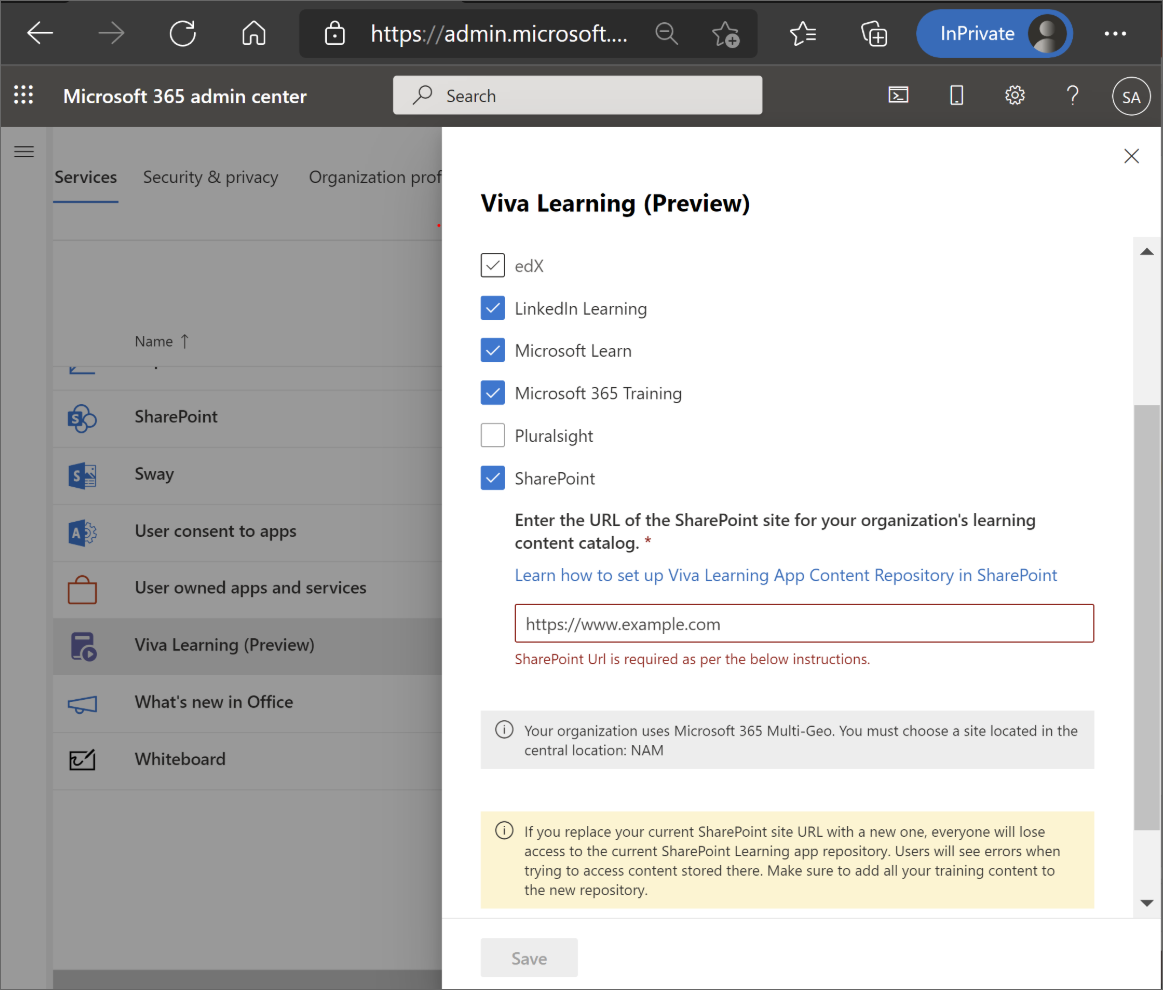 https://admin.microsoft....
InPrivate
Microsoft 365 admin center
Search
SA
Services
Security & privacy
Organization prof
Name ↑
SharePoint
Sway
User consent to apps
User owned apps and services
Viva Learning (Preview)
What's new in Office
Whiteboard
Viva Learning (Preview)
edX
LinkedIn Learning
Microsoft Learn
Microsoft 365 Training
Pluralsight
SharePoint
Enter the URL of the SharePoint site for your organization's learning
content catalog. *
Learn how to set up Viva Learning App Content Repository in SharePoint
https://www.example.com
SharePoint Url is required as per the below instructions.
Your organization uses Microsoft 365 Multi-Geo. You must choose a site located in the
central location: NAM
If you replace your current SharePoint site URL with a new one, everyone will lose
access to the current SharePoint Learning app repository. Users will see errors when
trying to access content stored there. Make sure to add all your training content to
the new repository.
Save